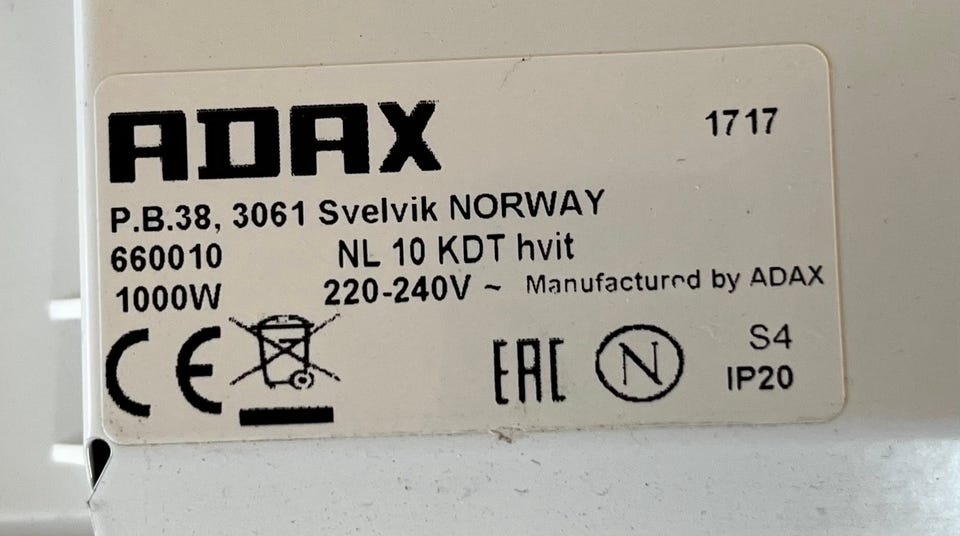 ADAX 1717
P.B.38, 3061 Svelvik NORWAY
660010 NL 10 KDT hvit
1000W 220-240V ~ Manufactured by ADAX
CE EAC N S4
IP20